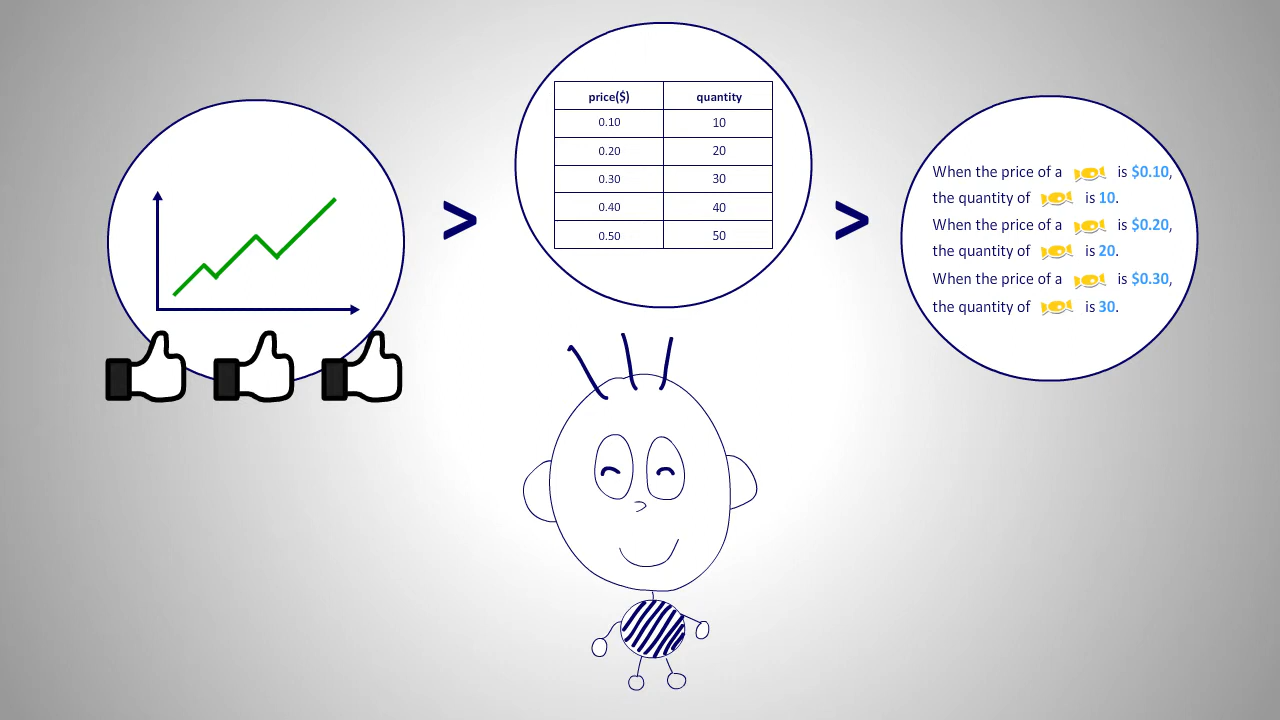 >
price($) quantity
0.10 10
0.20 20
0.30 30
0.40 40
0.50 50
>
When the price of a is $0.10,
the quantity of is 10.
When the price of a is $0.20,
the quantity of is 20.
When the price of a is $0.30,
the quantity of is 30.